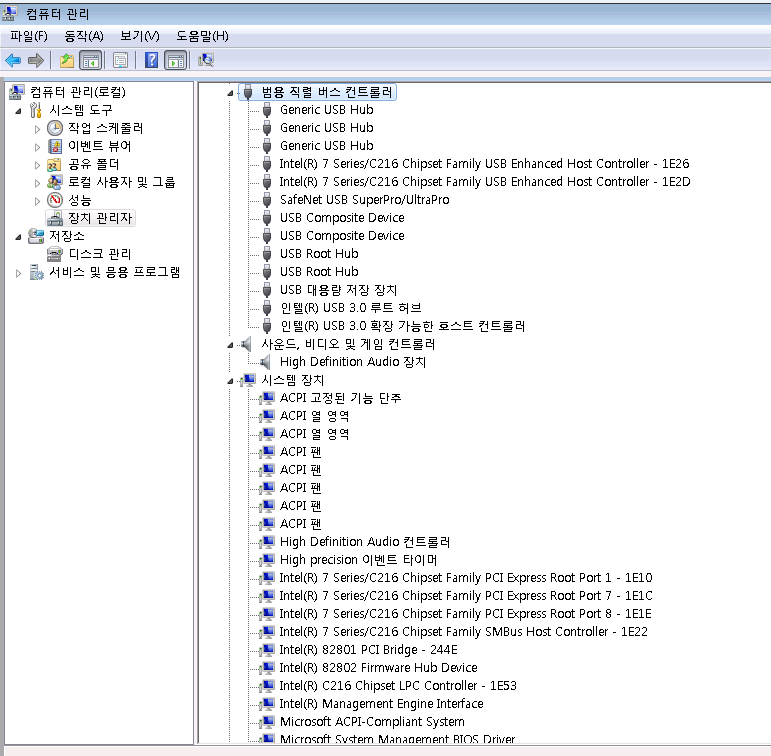 컴퓨터 관리
파일(F) 동작(A) 보기(V) 도움말(H)
컴퓨터 관리(로컬)
시스템 도구
작업 스케줄러
이벤트 뷰어
공유 폴더
로컬 사용자 및 그룹
성능
장치 관리자
저장소
디스크 관리
서비스 및 응용 프로그램
범용 직렬 버스 컨트롤러
Generic USB Hub
Generic USB Hub
Generic USB Hub
Intel(R) 7 Series/C216 Chipset Family USB Enhanced Host Controller - 1E26
Intel(R) 7 Series/C216 Chipset Family USB Enhanced Host Controller - 1E2D
SafeNet USB SuperPro/UltraPro
USB Composite Device
USB Composite Device
USB Root Hub
USB Root Hub
USB 대용량 저장 장치
인텔(R) USB 3.0 루트 허브
인텔(R) USB 3.0 확장 가능한 호스트 컨트롤러
사운드, 비디오 및 게임 컨트롤러
High Definition Audio 장치
시스템 장치
ACPI 고정된 기능 단추
ACPI 열 영역
ACPI 열 영역
ACPI 팬
ACPI 팬
ACPI 팬
ACPI 팬
ACPI 팬
High Definition Audio 컨트롤러
High precision 이벤트 타이머
Intel(R) 7 Series/C216 Chipset Family PCI Express Root Port 1 - 1E10
Intel(R) 7 Series/C216 Chipset Family PCI Express Root Port 7 - 1E1C
Intel(R) 7 Series/C216 Chipset Family PCI Express Root Port 8 - 1E1E
Intel(R) 7 Series/C216 Chipset Family SMBus Host Controller - 1E22
Intel(R) 82801 PCI Bridge - 244E
Intel(R) 82802 Firmware Hub Device
Intel(R) C216 Chipset LPC Controller - 1E53
Intel(R) Management Engine Interface
Microsoft ACPI-Compliant System
Microsoft System Management BIOS Driver